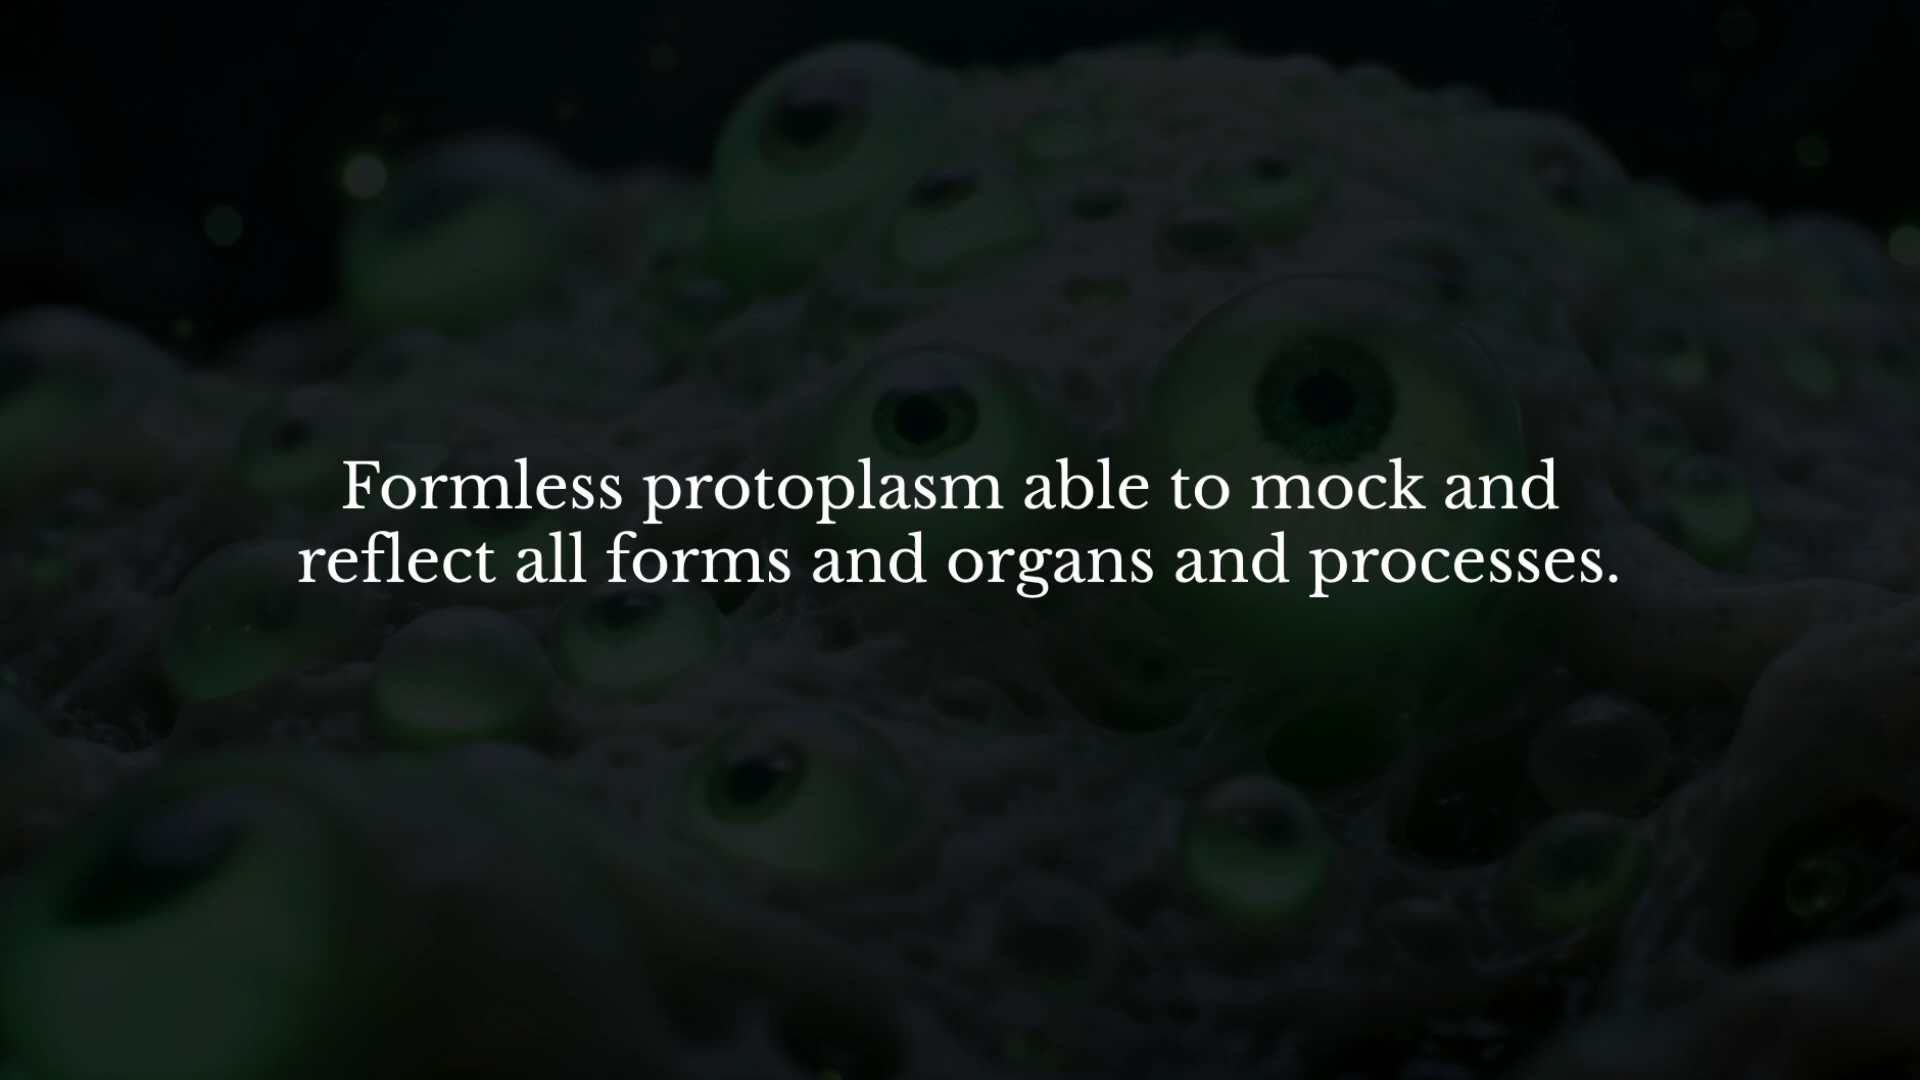 Formless protoplasm able to mock and
reflect all forms and organs and processes.